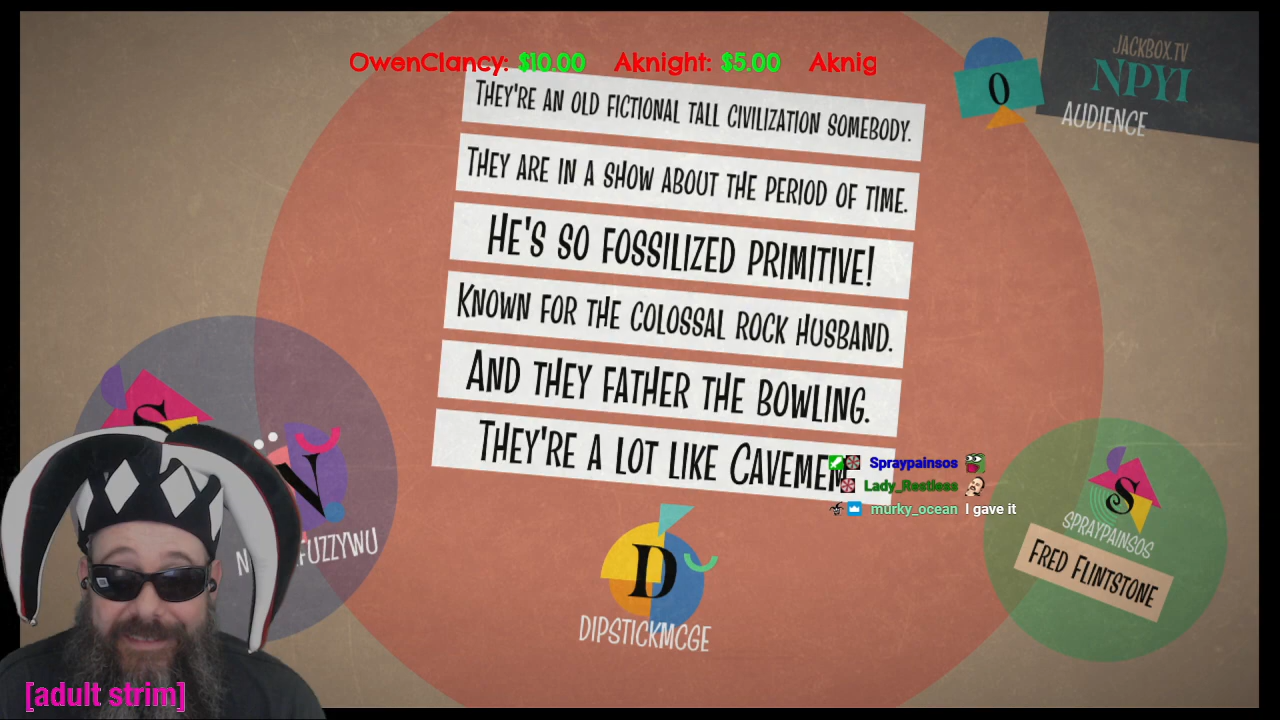 OwenClancy: $10.00 Aknight: $5.00 Aknig
JACKBOX.TV
NPYI
AUDIENCE
0
They're an old fictional tall civilization somebody.
They are in a show about the period of time.
He's so fossilized primitive!
Known for the colossal rock husband.
And they father the bowling.
They're a lot like Cavemen
Spraypainsos
Lady_Restless
murky_ocean I gave it
S
N
FUZZYWU
D
DIPSTICKMCGE
S
SPRAYPAINSOS
FRED FLINTSTONE
[adult strim]